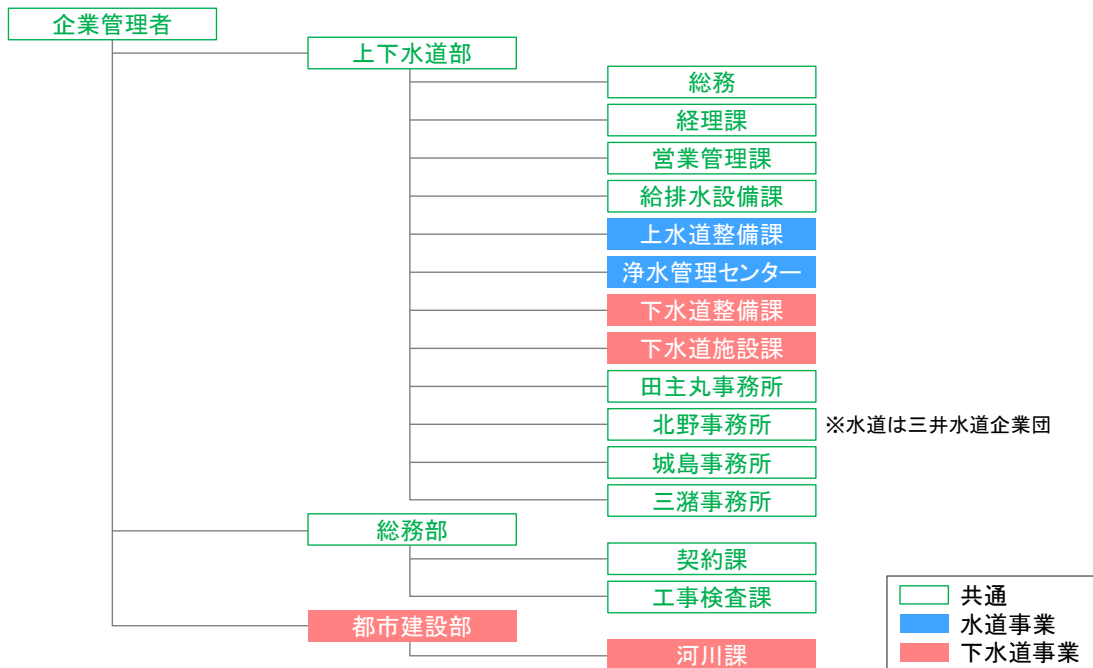 企業管理者
上下水道部
総務
経理課
営業管理課
給排水設備課
上水道整備課
浄水管理センター
下水道整備課
下水道施設課
田主丸事務所
北野事務所 ※水道は三井水道企業団
城島事務所
三潴事務所
総務部
契約課
工事検査課
都市建設部
河川課
共通
水道事業
下水道事業